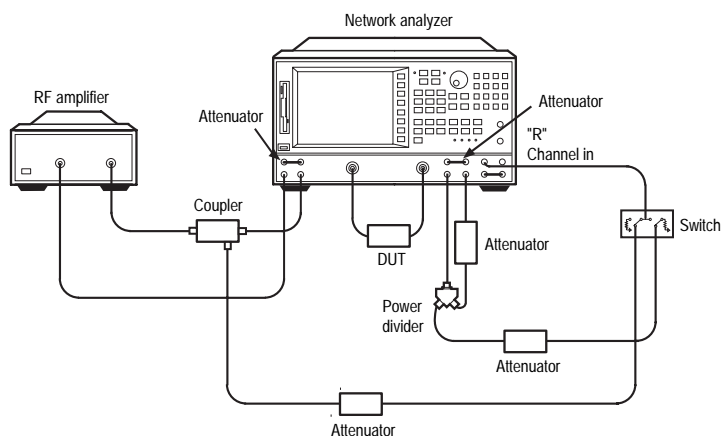 Network analyzer
RF amplifier
Attenuator
Attenuator
"R"
Channel in
Coupler
Switch
Attenuator
DUT
Power
divider
Attenuator
Attenuator